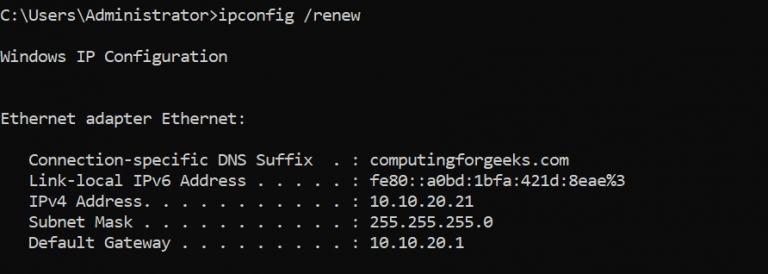 C:\Users\Administrator>ipconfig /renew
Windows IP Configuration
Ethernet adapter Ethernet:
Connection-specific DNS Suffix  . : computingforgeeks.com
Link-local IPv6 Address . . . . . : fe80::a0bd:1bfa:421d:8eae%3
IPv4 Address. . . . . . . . . . . : 10.10.20.21
Subnet Mask . . . . . . . . . . . : 255.255.255.0
Default Gateway . . . . . . . . . : 10.10.20.1